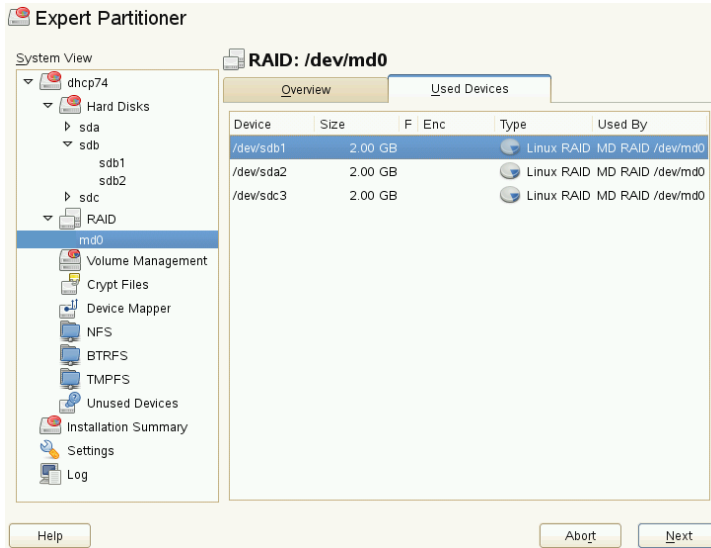 Expert Partitioner
System View
dhcp74
Hard Disks
sda
sdb
sdb1
sdb2
sdc
RAID
md0
Volume Management
Crypt Files
Device Mapper
NFS
BTRFS
TMPFS
Unused Devices
Installation Summary
Settings
Log
RAID: /dev/md0
Overview Used Devices
Device Size F Enc Type Used By
/dev/sdb1 2.00 GB Linux RAID MD RAID /dev/md0
/dev/sda2 2.00 GB Linux RAID MD RAID /dev/md0
/dev/sdc3 2.00 GB Linux RAID MD RAID /dev/md0
Help Abort Next